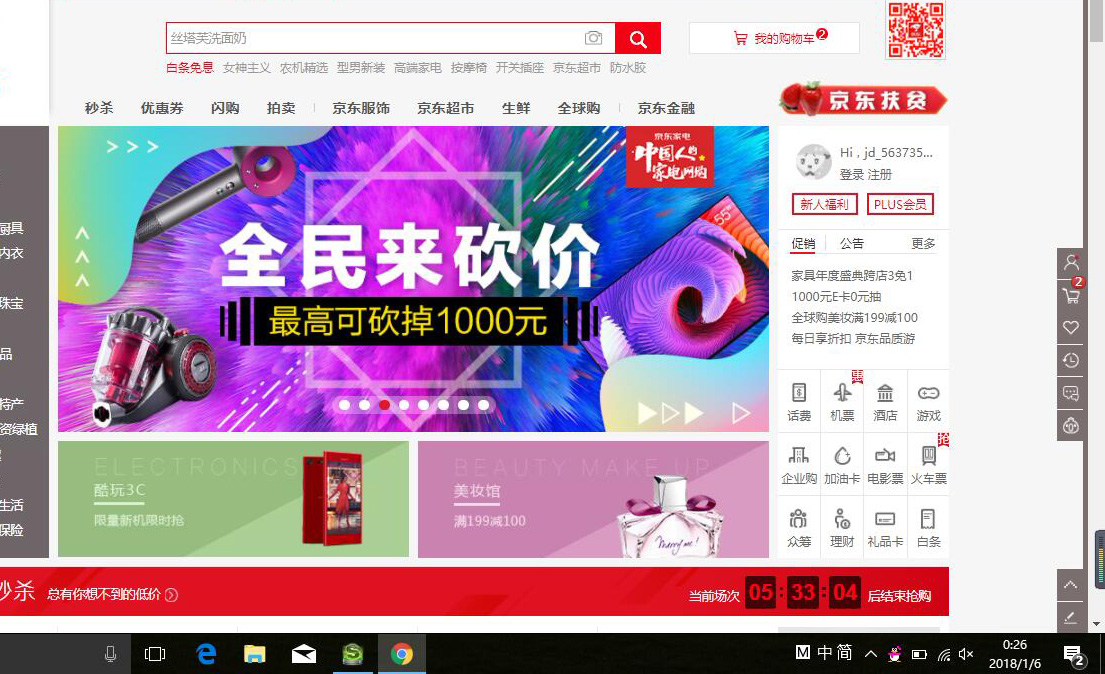 丝塔芙洗面奶
我的购物车 2
白条免息 女神主义 农机精选 型男新装 高端家电 按摩椅 开关插座 京东超市 防水胶
秒杀 优惠券 闪购 拍卖 京东服饰 京东超市 生鲜 全球购 京东金融
京东扶贫
厨具
内衣
珠宝
品
特产
资绿植
生活
保险
京东家电
中国人的
家电网购
全民来砍价
最高可砍掉1000元
55
Hi , jd_563735...
登录 注册
新人福利 PLUS会员
促销 公告 更多
家具年度盛典跨店3免1
1000元E卡0元抽
全球购美妆满199减100
每日享折扣 京东品质游
惠
话费 机票 酒店 游戏
抢
企业购 加油卡 电影票 火车票
众筹 理财 礼品卡 白条
2
ELECTRONICS
酷玩3C
限量新机限时抢
BEAUTY MAKE UP
美妆馆
满199减100
Marry me !
秒杀 总有你想不到的低价
当前场次 05 : 33 : 04 后结束抢购
M 中 简
0:26
2018/1/6
2